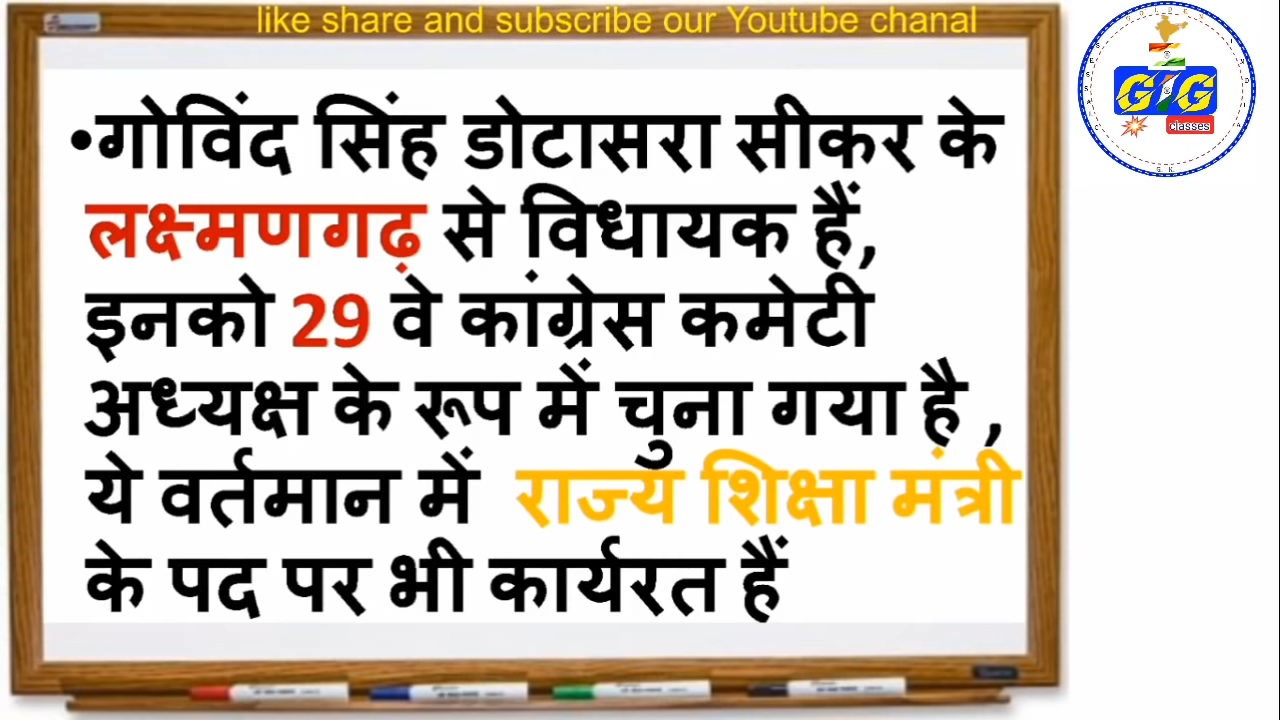 like share and subscribe our Youtube chanal
•गोविंद सिंह डोटासरा सीकर के
लक्ष्मणगढ़ से विधायक हैं,
इनको 29 वे कांग्रेस कमेटी
अध्यक्ष के रूप में चुना गया है ,
ये वर्तमान में राज्य शिक्षा मंत्री
के पद पर भी कार्यरत हैं
GIG
classes
G.K.